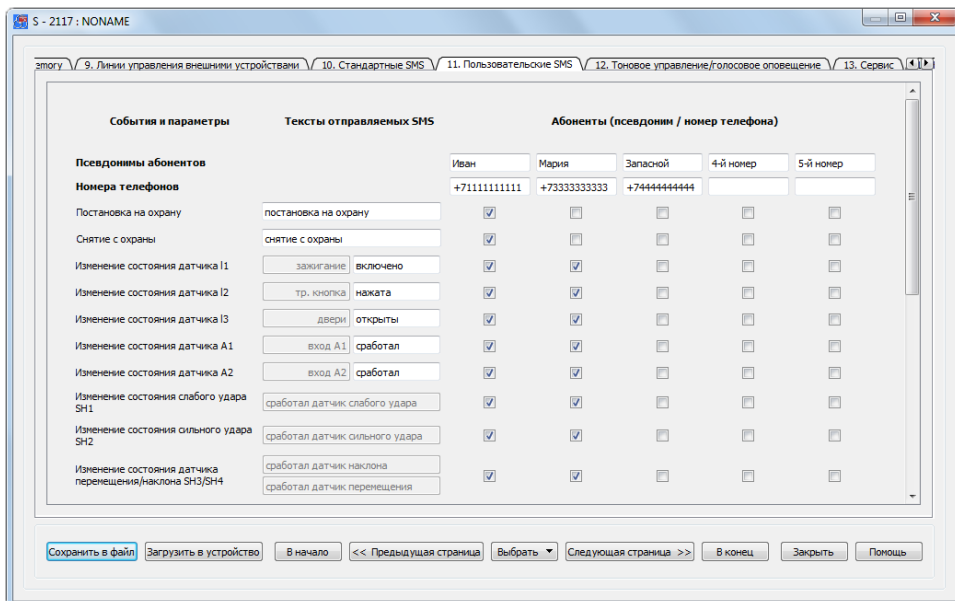 S - 2117 : NONAME
emory 9. Линии управления внешними устройствами 10. Стандартные SMS 11. Пользовательские SMS 12. Тоновое управление/голосовое оповещение 13. Сервис
События и параметры Тексты отправляемых SMS Абоненты (псевдоним / номер телефона)
Псевдонимы абонентов Иван Мария Запасной 4-й номер 5-й номер
Номера телефонов +71111111111 +73333333333 +74444444444
Постановка на охрану постановка на охрану
Снятие с охраны снятие с охраны
Изменение состояния датчика I1 зажигание включено
Изменение состояния датчика I2 тр. кнопка нажата
Изменение состояния датчика I3 двери открыты
Изменение состояния датчика A1 вход A1 сработал
Изменение состояния датчика A2 вход A2 сработал
Изменение состояния слабого удара
SH1 сработал датчик слабого удара
Изменение состояния сильного удара
SH2 сработал датчик сильного удара
Изменение состояния датчика
перемещения/наклона SH3/SH4
сработал датчик наклона
сработал датчик перемещения
Сохранить в файл Загрузить в устройство В начало << Предыдущая страница Выбрать Следующая страница >> В конец Закрыть Помощь